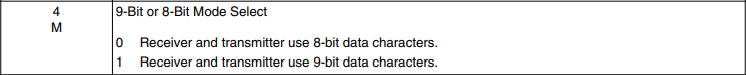 4
M
9-Bit or 8-Bit Mode Select
0 Receiver and transmitter use 8-bit data characters.
1 Receiver and transmitter use 9-bit data characters.